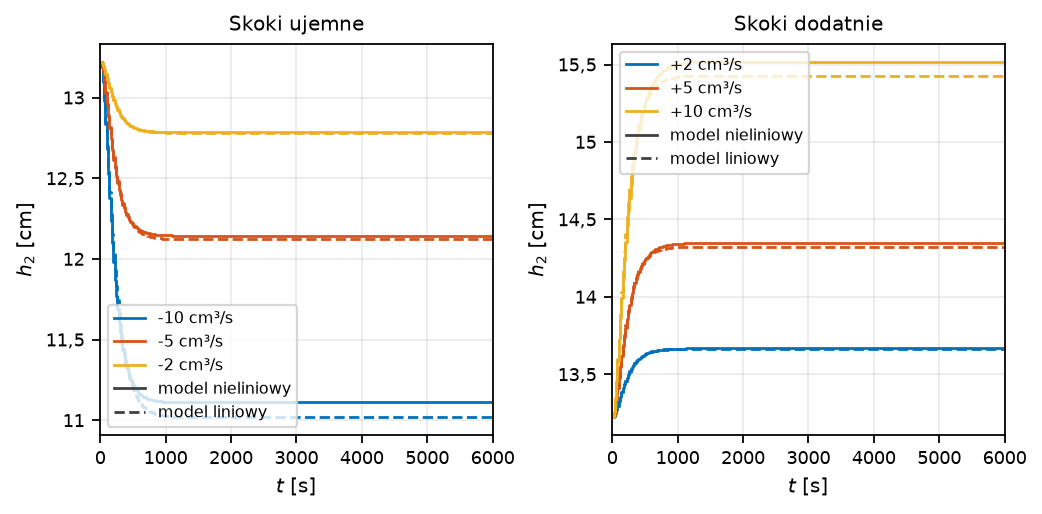 Skoki ujemne
13
12,5
12
11,5
11
h₂ [cm]
-10 cm³/s
-5 cm³/s
-2 cm³/s
model nieliniowy
model liniowy
0 1000 2000 3000 4000 5000 6000
t [s]
Skoki dodatnie
15,5
15
14,5
14
13,5
h₂ [cm]
+2 cm³/s
+5 cm³/s
+10 cm³/s
model nieliniowy
model liniowy
0 1000 2000 3000 4000 5000 6000
t [s]